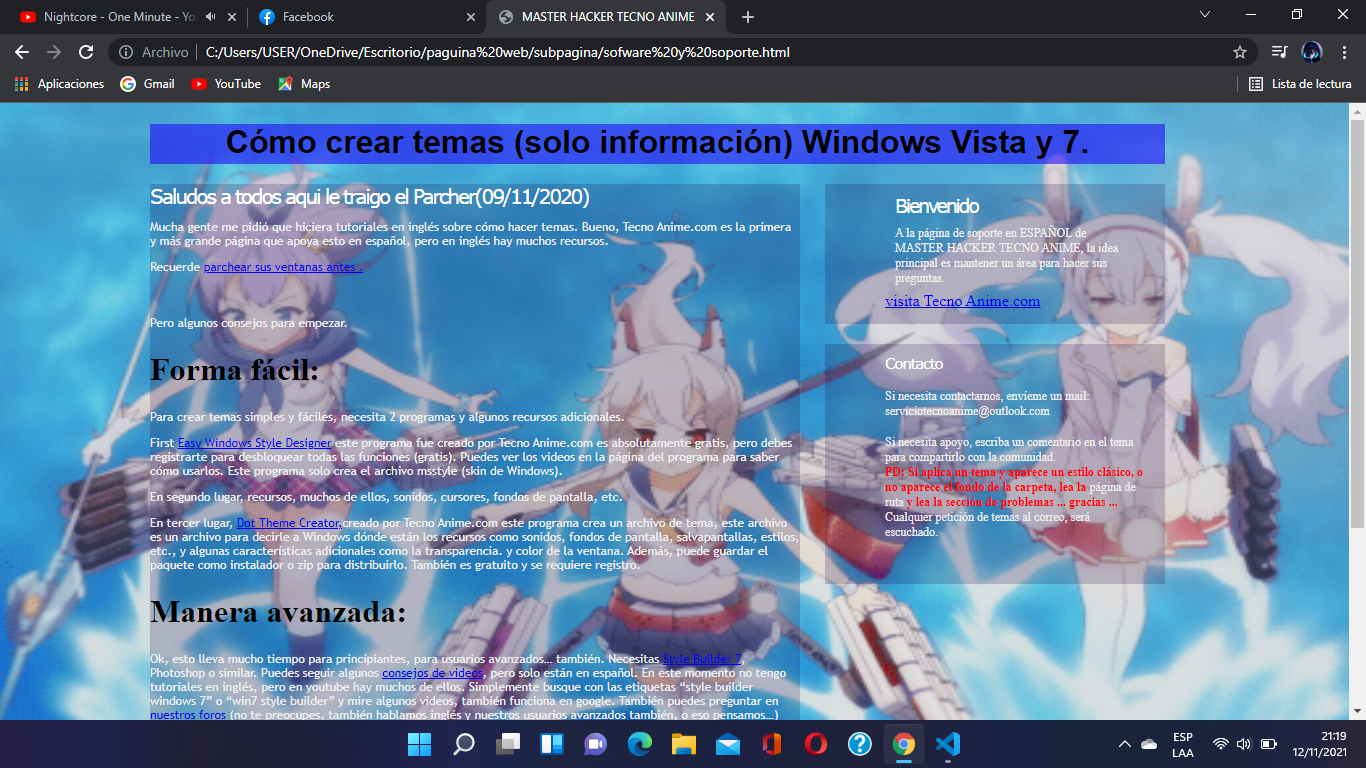 Nightcore - One Minute - Yo
Facebook
MASTER HACKER TECNO ANIME
Archivo
C:/Users/USER/OneDrive/Escritorio/paguina%20web/subpagina/sofware%20y%20soporte.html
Aplicaciones
Gmail
YouTube
Maps
Lista de lectura
Cómo crear temas (solo información) Windows Vista y 7.
Saludos a todos aqui le traigo el Parcher(09/11/2020)
Mucha gente me pidió que hiciera tutoriales en inglés sobre cómo hacer temas. Bueno, Tecno Anime.com es la primera
y más grande página que apoya esto en español, pero en inglés hay muchos recursos.
Recuerde parchear sus ventanas antes .
Pero algunos consejos para empezar.
Forma fácil:
Para crear temas simples y fáciles, necesita 2 programas y algunos recursos adicionales.
First Easy Windows Style Designer este programa fue creado por Tecno Anime.com es absolutamente gratis, pero debes
registrarte para desbloquear todas las funciones (gratis). Puedes ver los videos en la página del programa para saber
cómo usarlos. Este programa solo crea el archivo msstyle (skin de Windows).
En segundo lugar, recursos, muchos de ellos, sonidos, cursores, fondos de pantalla, etc.
En tercer lugar, Dot Theme Creator,creado por Tecno Anime.com este programa crea un archivo de tema, este archivo
es un archivo para decirle a Windows dónde están los recursos como sonidos, fondos de pantalla, salvapantallas, estilos,
etc., y algunas características adicionales como la transparencia. y color de la ventana. Además, puede guardar el
paquete como instalador o zip para distribuirlo. También es gratuito y se requiere registro.
Manera avanzada:
Ok, esto lleva mucho tiempo para principiantes, para usuarios avanzados… también. Necesitas Style Builder 7,
Photoshop o similar. Puedes seguir algunos consejos de videos, pero solo están en español. En este momento no tengo
tutoriales en inglés, pero en youtube hay muchos de ellos. Simplemente busque con las etiquetas “style builder
windows 7” o “win7 style builder” y mire algunos videos, también funciona en google. También puedes preguntar en
nuestros foros (no te preocupes, también hablamos inglés y nuestros usuarios avanzados también, o eso pensamos…)
Bienvenido
A la página de soporte en ESPAÑOL de
MASTER HACKER TECNO ANIME, la idea
principal es mantener un área para hacer sus
preguntas.
visita Tecno Anime.com
Contacto
Si necesita contactarnos, envíeme un mail:
serviciotecnoanime@outlook.com
Si necesita apoyo, escriba un comentario en el tema
para compartirlo con la comunidad.
PD: Si aplica un tema y aparece un estilo clásico, o
no aparece el fondo de la carpeta, lea la página de
ruta y lea la sección de problemas ... gracias ...
Cualquier petición de temas al correo, será
escuchado.
ESP
LAA
21:19
12/11/2021